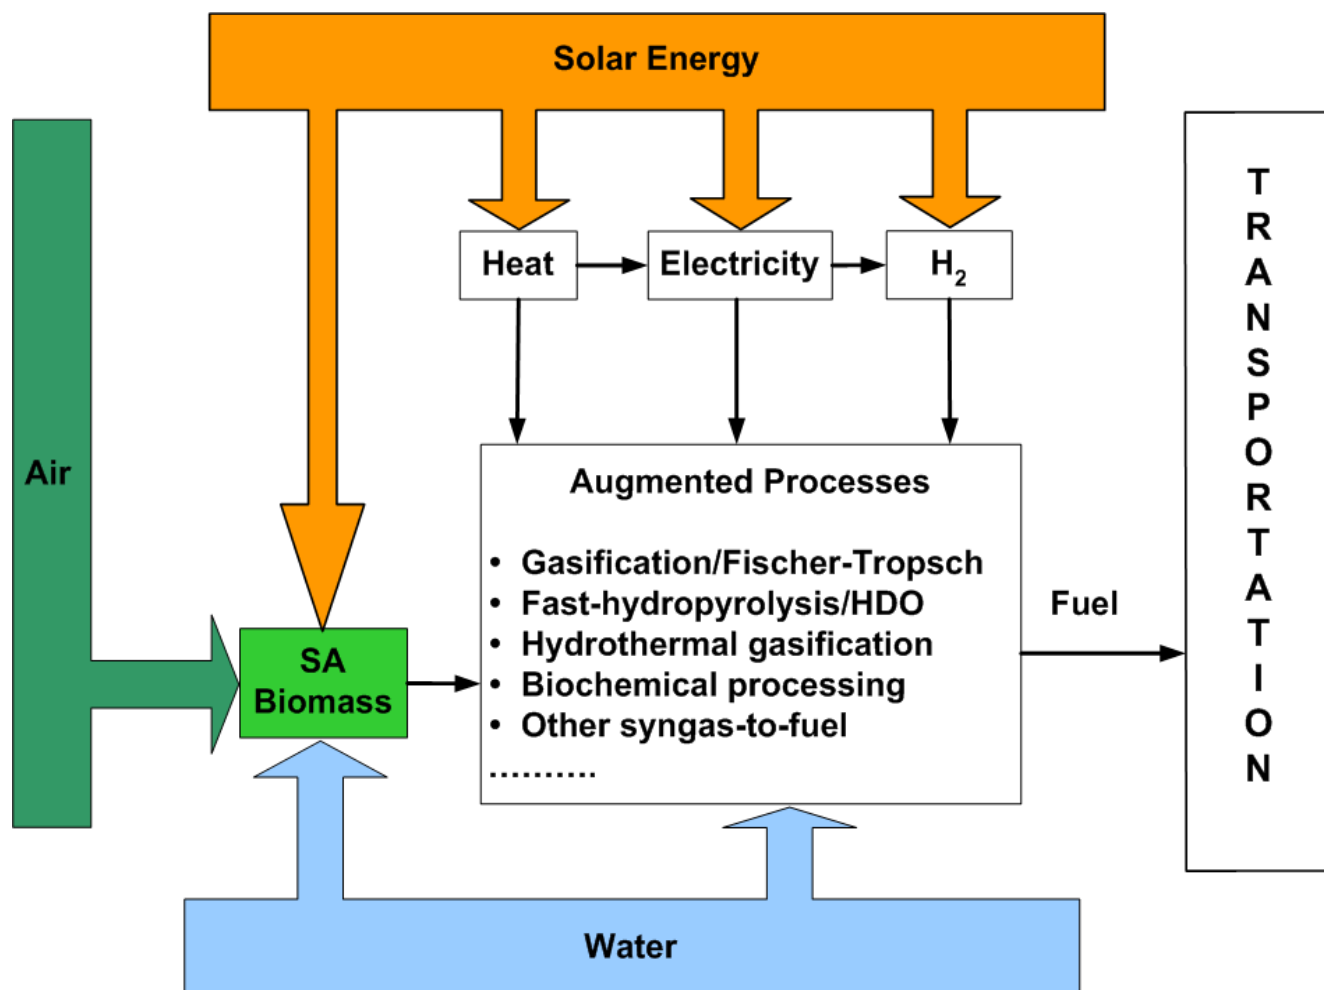 Solar Energy
Air
Heat
Electricity
H₂
Augmented Processes
• Gasification/Fischer-Tropsch
• Fast-hydropyrolysis/HDO
• Hydrothermal gasification
• Biochemical processing
• Other syngas-to-fuel
..........
SA
Biomass
Fuel
TRANSPORTATION
Water